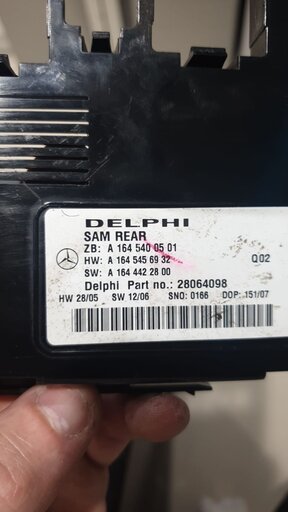 DELPHI
SAM REAR
ZB: A 164 540 05 01
HW: A 164 545 69 32 Q02
SW: A 164 442 28 00
Delphi Part no.: 28064098
HW 28/05 SW 12/06 SNO: 0166 DOP: 151/07